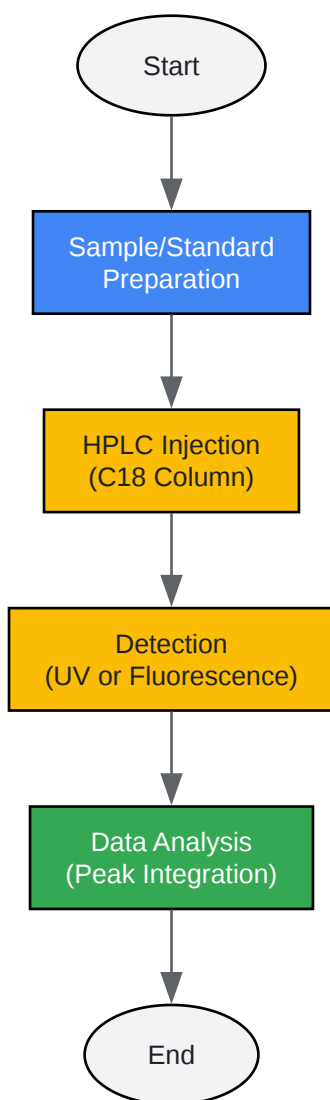 Start
Sample/Standard
Preparation
HPLC Injection
(C18 Column)
Detection
(UV or Fluorescence)
Data Analysis
(Peak Integration)
End